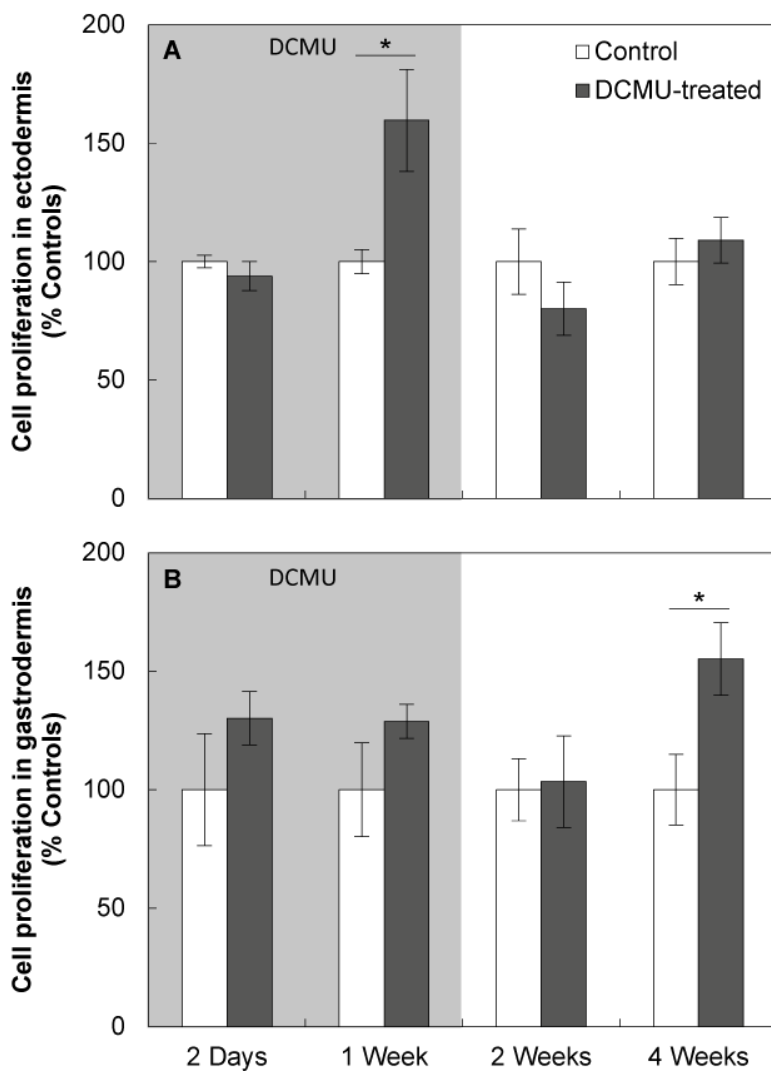 Cell proliferation in ectodermis
(% Controls)
200
150
100
50
0
A
DCMU
*
Control
DCMU-treated
Cell proliferation in gastrodermis
(% Controls)
200
150
100
50
0
B
DCMU
*
2 Days
1 Week
2 Weeks
4 Weeks